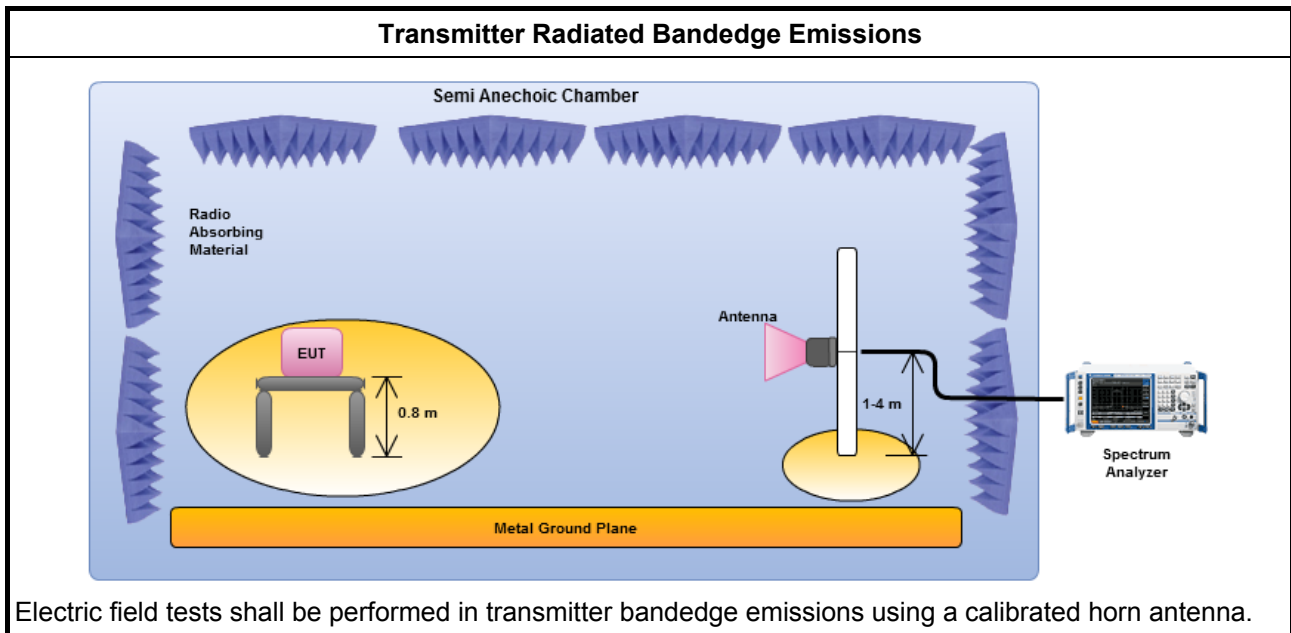 Transmitter Radiated Bandedge Emissions
Semi Anechoic Chamber
Radio
Absorbing
Material
Antenna
EUT
0.8 m
1-4 m
Spectrum
Analyzer
Metal Ground Plane
Electric field tests shall be performed in transmitter bandedge emissions using a calibrated horn antenna.